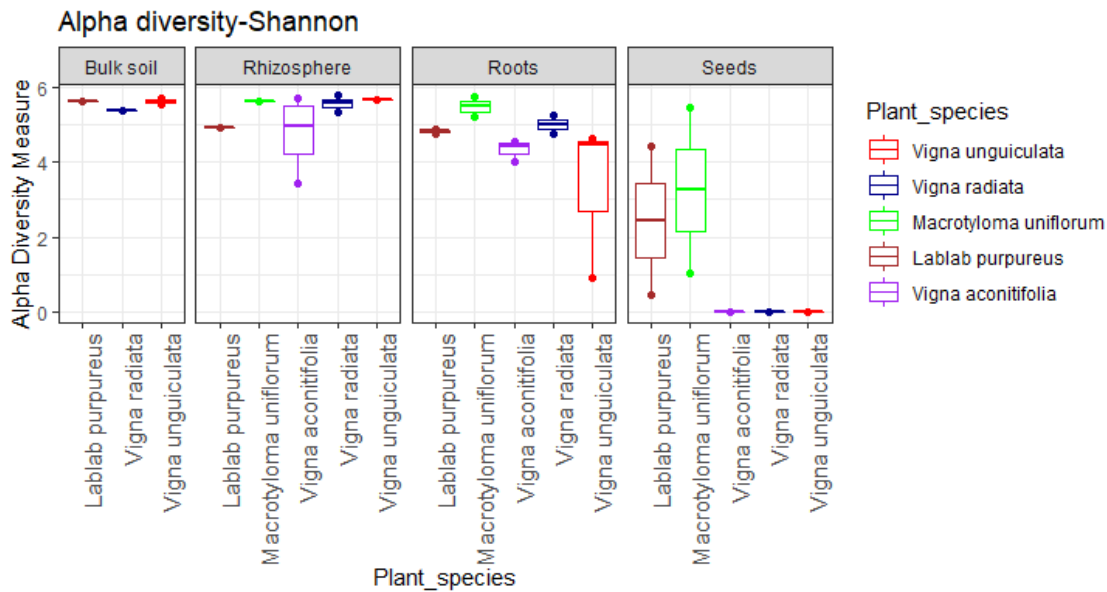 Alpha diversity-Shannon
Bulk soil
Rhizosphere
Roots
Seeds
Alpha Diversity Measure
6
4
2
0
Lablab purpureus
Vigna radiata
Vigna unguiculata
Lablab purpureus
Macrotyloma uniflorum
Vigna aconitifolia
Vigna radiata
Vigna unguiculata
Lablab purpureus
Macrotyloma uniflorum
Vigna aconitifolia
Vigna radiata
Vigna unguiculata
Lablab purpureus
Macrotyloma uniflorum
Vigna aconitifolia
Vigna radiata
Vigna unguiculata
Plant_species
Plant_species
Vigna unguiculata
Vigna radiata
Macrotyloma uniflorum
Lablab purpureus
Vigna aconitifolia